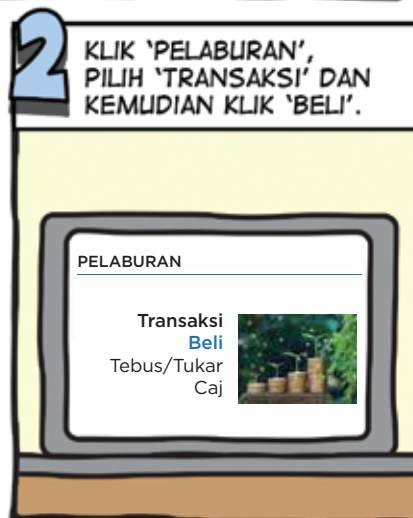 2
KLIK ‘PELABURAN’,
PILIH ‘TRANSAKSI’ DAN
KEMUDIAN KLIK ‘BELI’.
PELABURAN
Transaksi
Beli
Tebus/Tukar
Caj